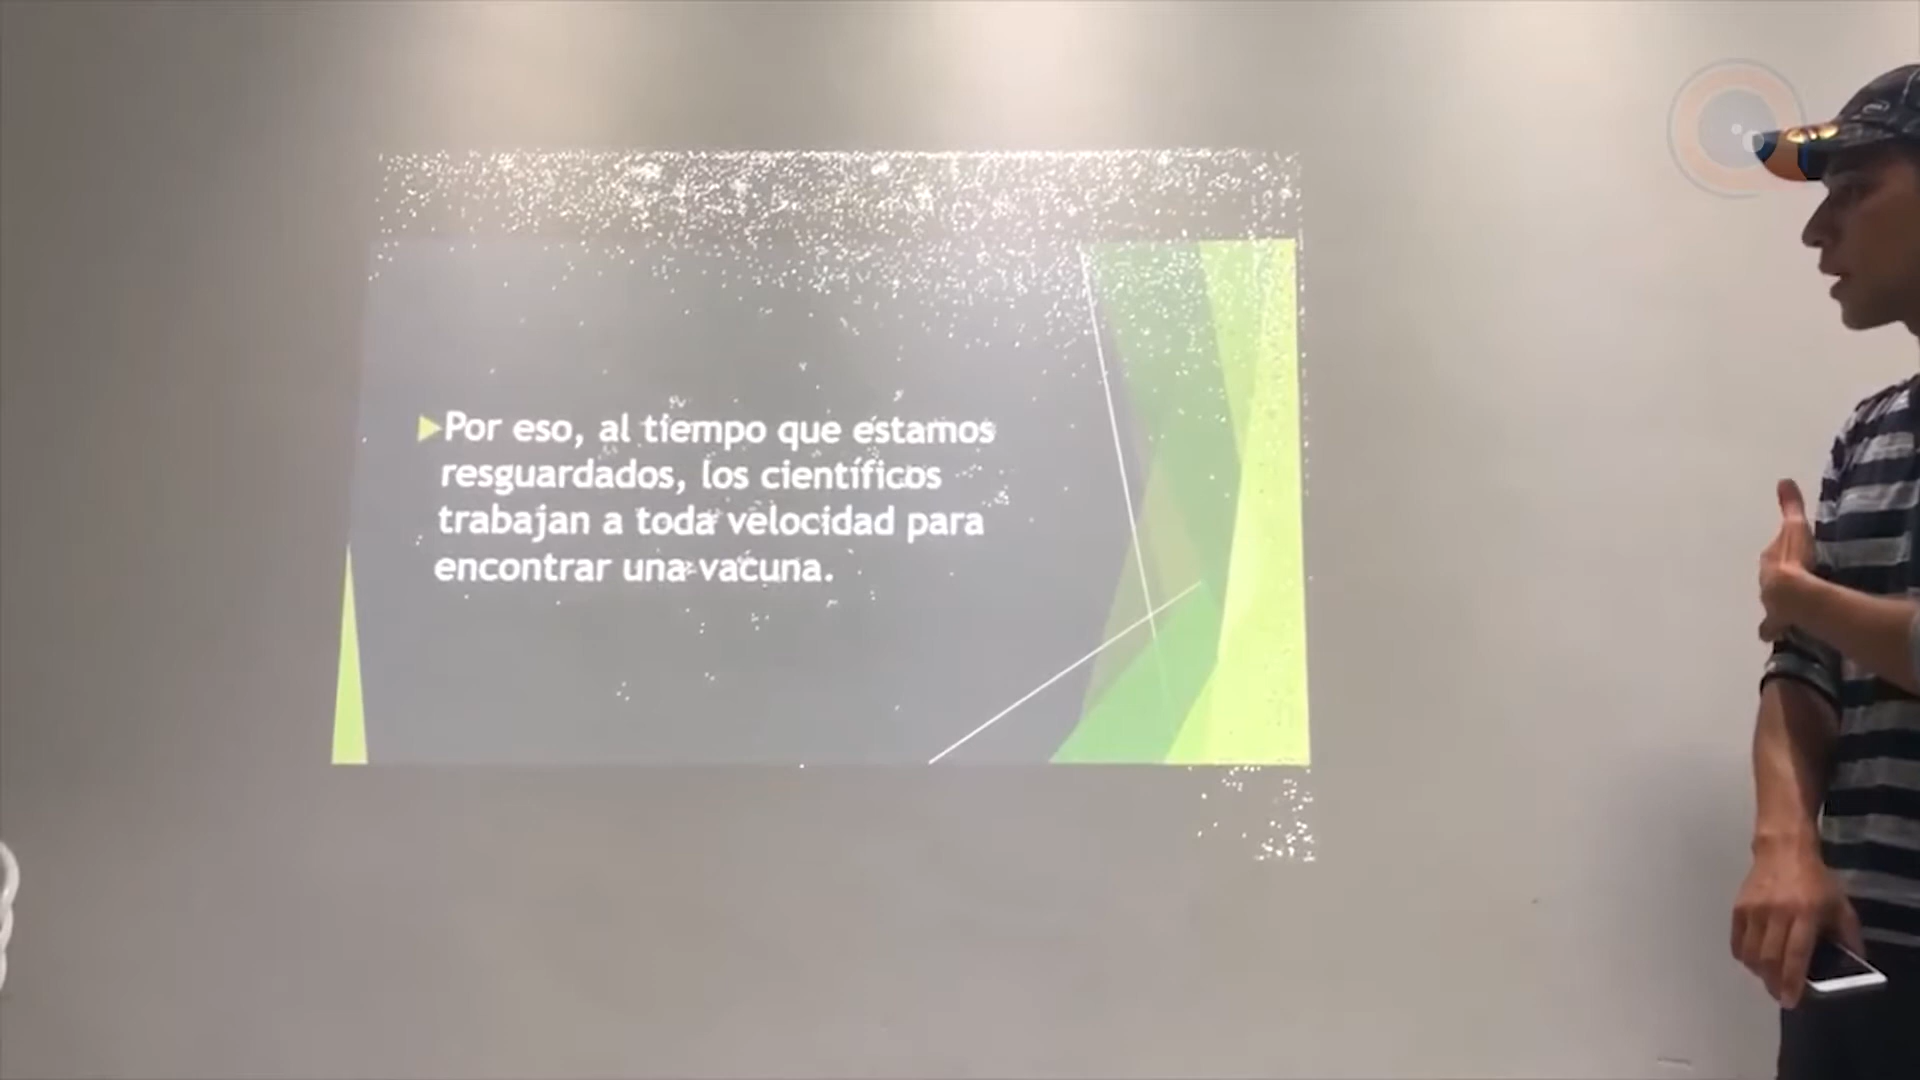 Por eso, al tiempo que estamos
resguardados, los científicos
trabajan a toda velocidad para
encontrar una vacuna.